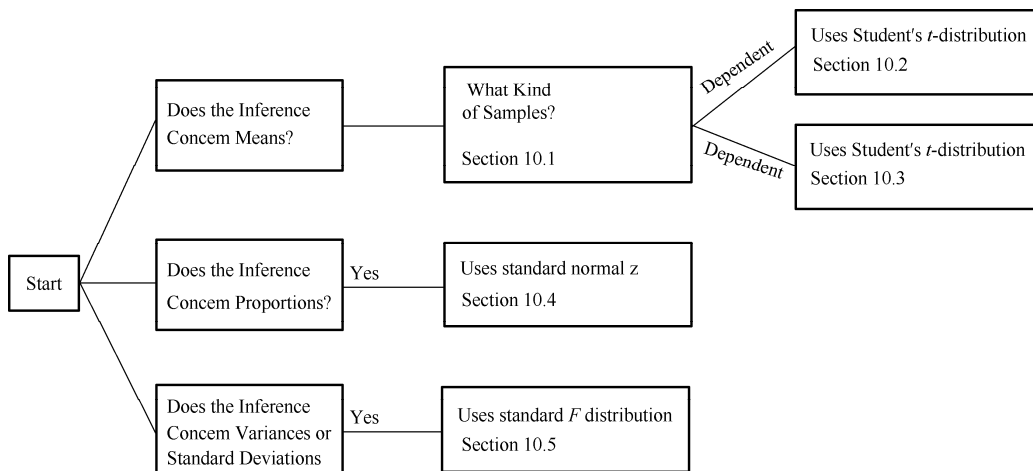 Start
Does the Inference
Concem Means?
What Kind
of Samples?
Section 10.1
Dependent
Uses Student's t-distribution
Section 10.2
Dependent
Uses Student's t-distribution
Section 10.3
Does the Inference
Concem Proportions?
Yes
Uses standard normal z
Section 10.4
Does the Inference
Concem Variances or
Standard Deviations
Yes
Uses standard F distribution
Section 10.5